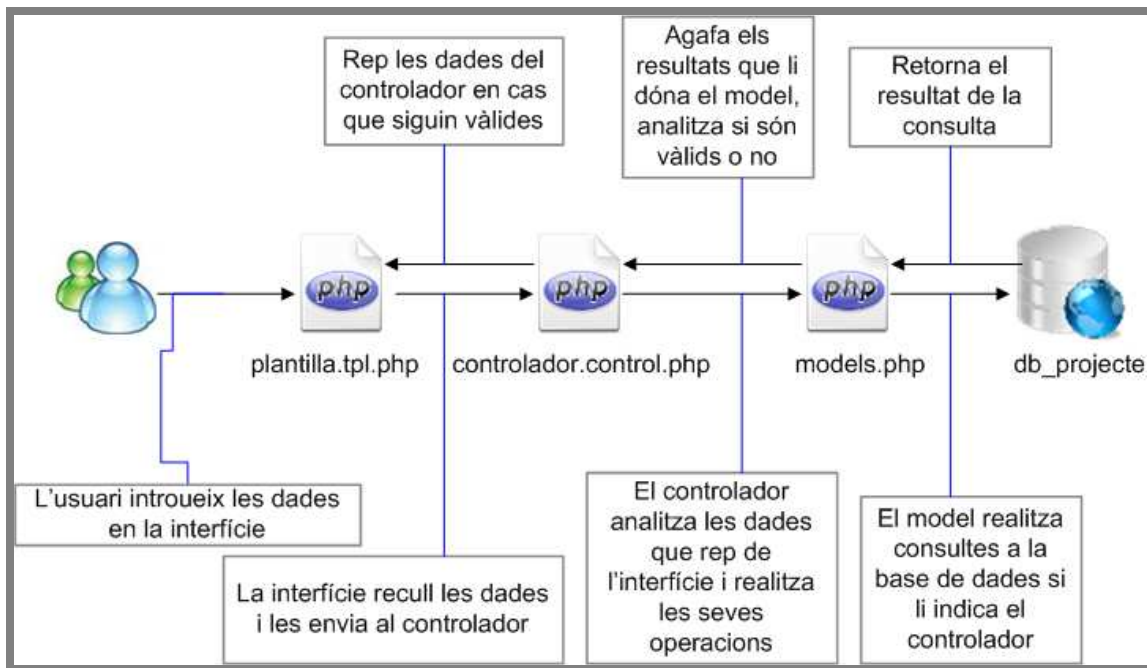 Rep les dades del
controlador en cas
que siguin vàlides
Agafa els
resultats que li
dóna el model,
analitza si són
vàlids o no
Retorna el
resultat de la
consulta
php
php
php
plantilla.tpl.php
controlador.control.php
models.php
db_projecte
L'usuari introueix les dades
en la interfície
La interfície recull les dades
i les envia al controlador
El controlador
analitza les dades
que rep de
l'interfície i realitza
les seves
operacions
El model realitza
consultes a la
base de dades si
li indica el
controlador